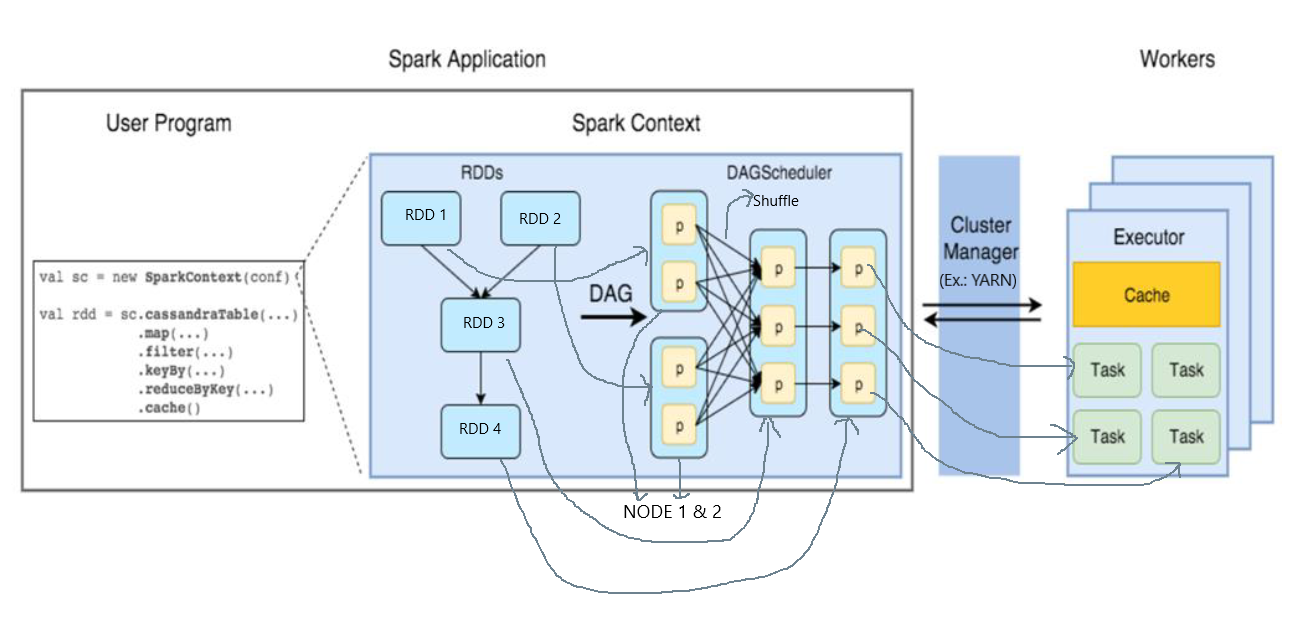 Spark Application
Workers
User Program
Spark Context
val sc = new SparkContext(conf)
val rdd = sc.cassandraTable(...)
.map(...)
.filter(...)
.keyBy(...)
.reduceByKey(...)
.cache()
RDDs
RDD 1
RDD 2
RDD 3
RDD 4
DAG
DAGScheduler
Shuffle
p
p
p
p
p
p
p
p
p
p
NODE 1 & 2
Cluster
Manager
(Ex.: YARN)
Executor
Cache
Task
Task
Task
Task